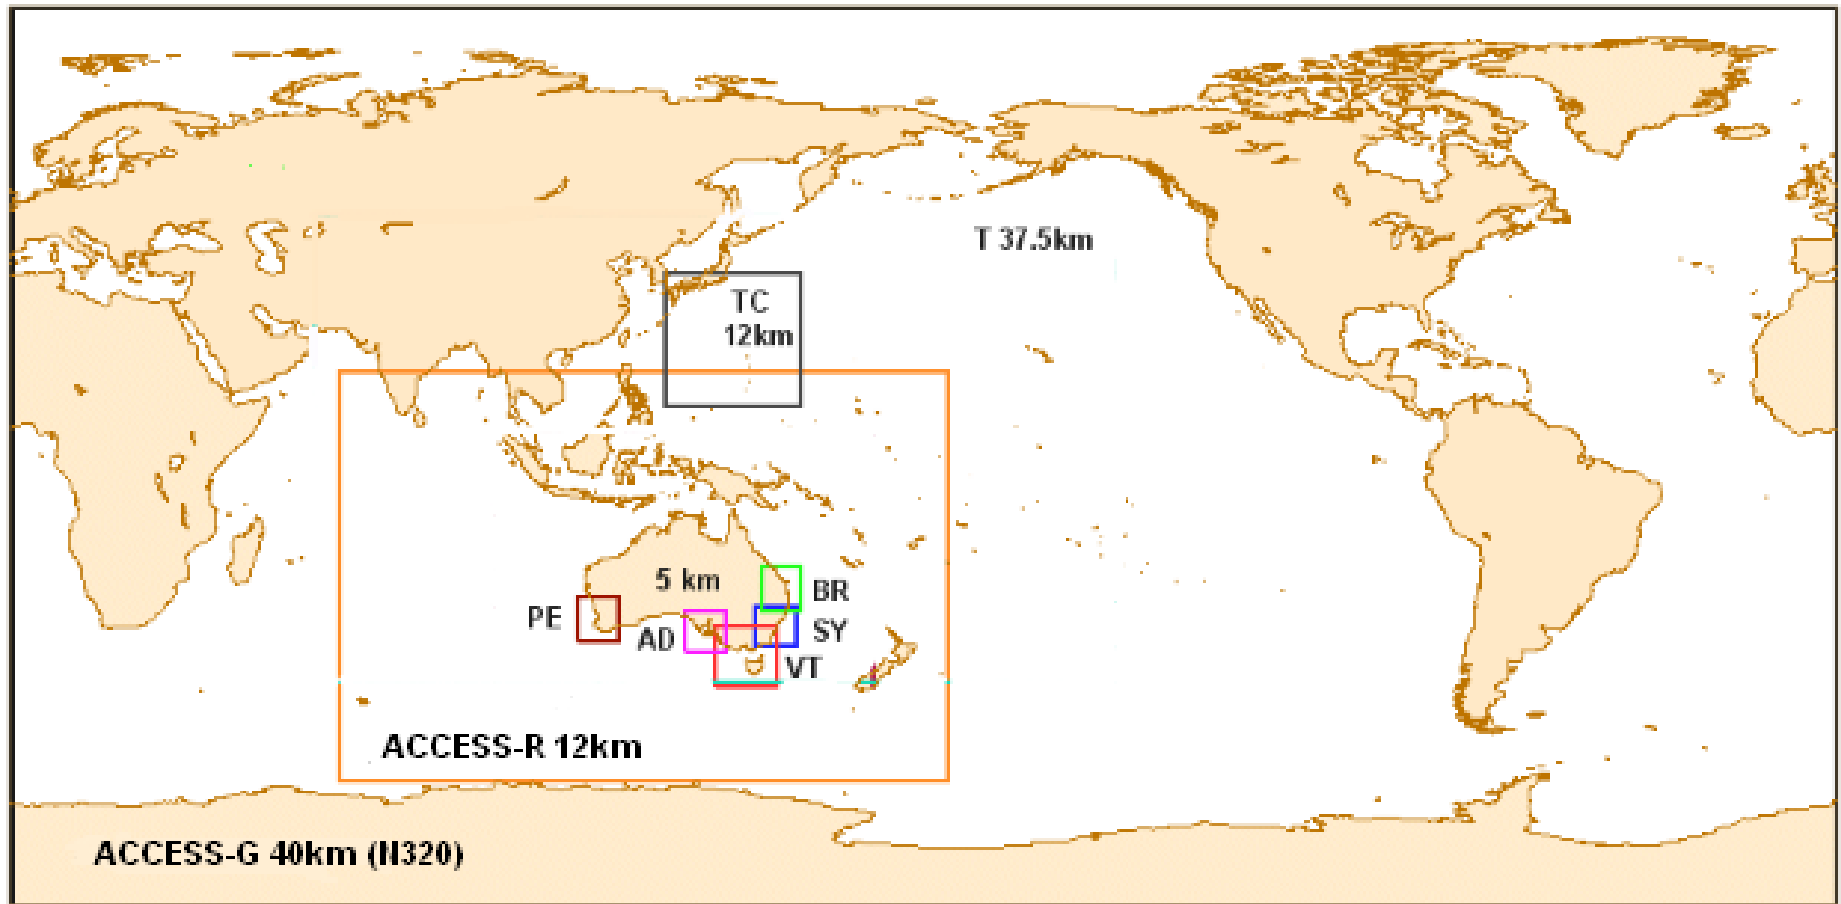 T 37.5km
TC
12km
5 km
BR
PE
SY
AD
VT
ACCESS-R 12km
ACCESS-G 40km (N320)